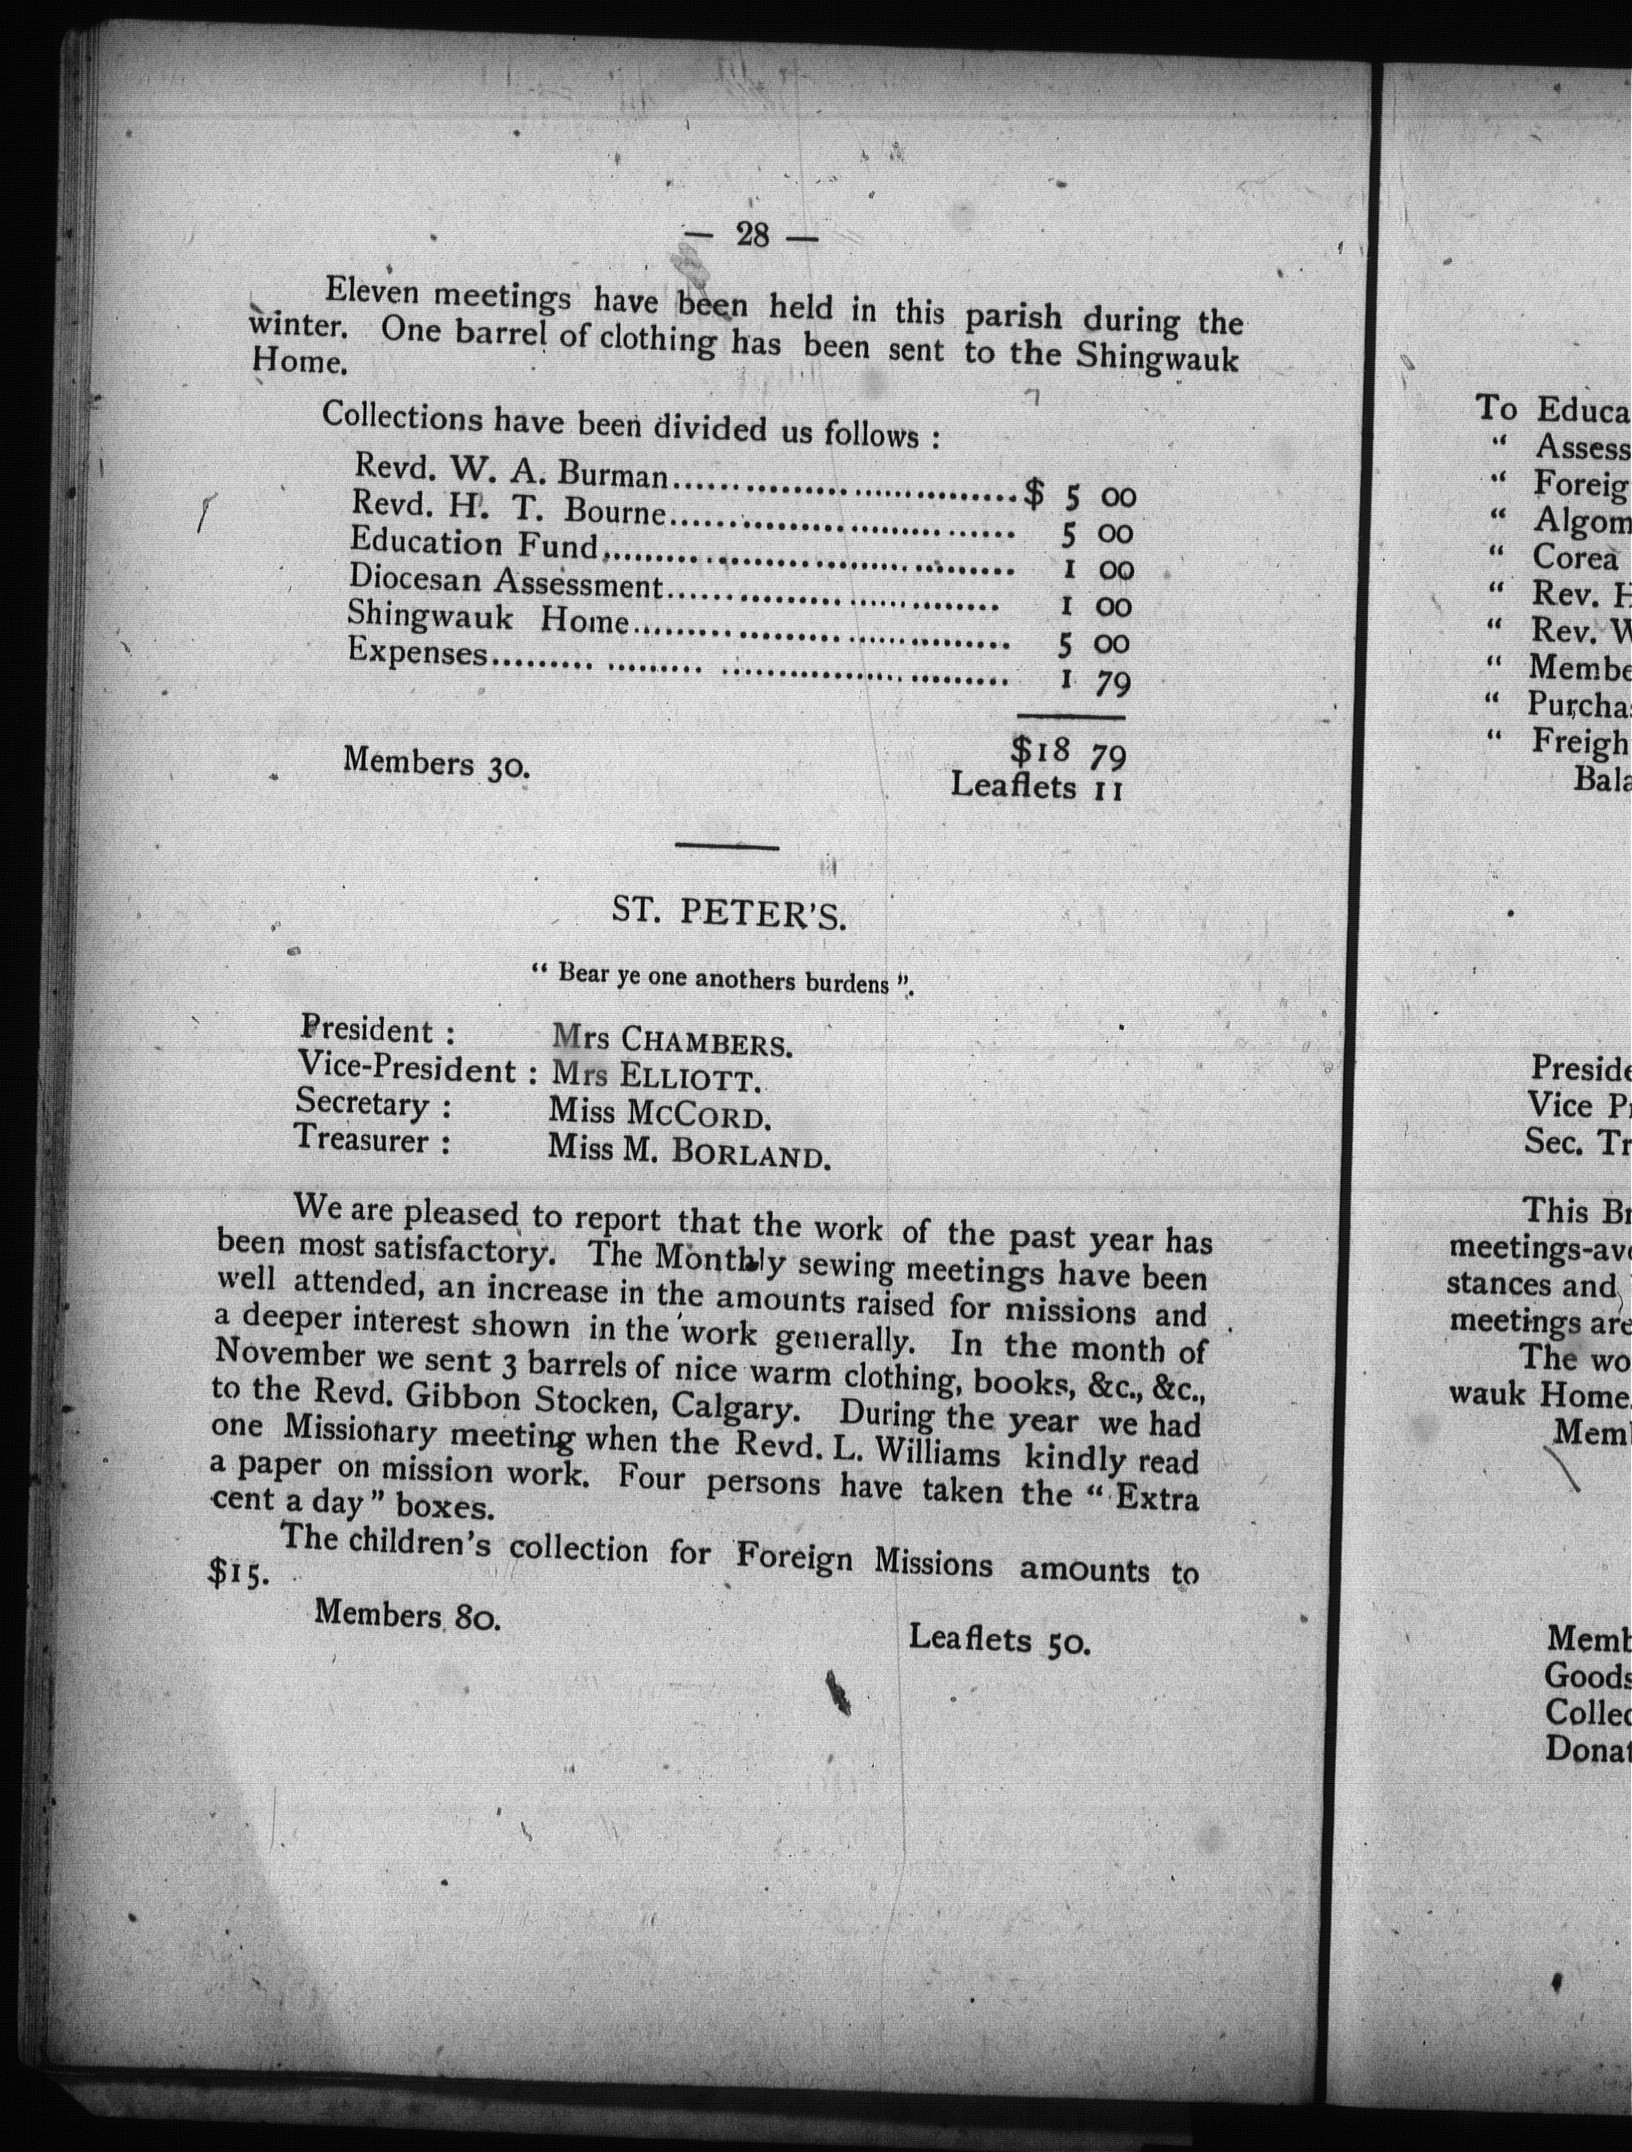 — 28 —
Eleven meetings have been held in this parish during the
winter. One barrel of clothing has been sent to the Shingwauk
Home.
Collections have been divided us follows :
Revd. W. A. Burman.................................$ 5 00
Revd. H. T. Bourne................................. 5 00
Education Fund....................................... 1 00
Diocesan Assessment............................... 1 00
Shingwauk Home.................................... 5 00
Expenses......... ......... .......................... 1 79
$18 79
Members 30.
Leaflets 11
ST. PETER'S.
“ Bear ye one anothers burdens ”.
President : Mrs CHAMBERS.
Vice-President : Mrs ELLIOTT.
Secretary : Miss MCCORD.
Treasurer : Miss M. BORLAND.
We are pleased to report that the work of the past year has
been most satisfactory. The Monthly sewing meetings have been
well attended, an increase in the amounts raised for missions and
a deeper interest shown in the work generally. In the month of
November we sent 3 barrels of nice warm clothing, books, &c., &c.,
to the Revd. Gibbon Stocken, Calgary. During the year we had
one Missionary meeting when the Revd. L. Williams kindly read
a paper on mission work. Four persons have taken the “ Extra
cent a day ” boxes.
The children's collection for Foreign Missions amounts to
$15.
Members 80.
Leaflets 50.
To Educa
“ Assess
“ Foreig
“ Algom
“ Corea
“ Rev. H
“ Rev. W
“ Membe
“ Purchas
“ Freigh
Bala
Preside
Vice Pr
Sec. Tr
This Br
meetings-ave
stances and
meetings are
The wo
wauk Home.
Memb
Memb
Goods
Collec
Donat